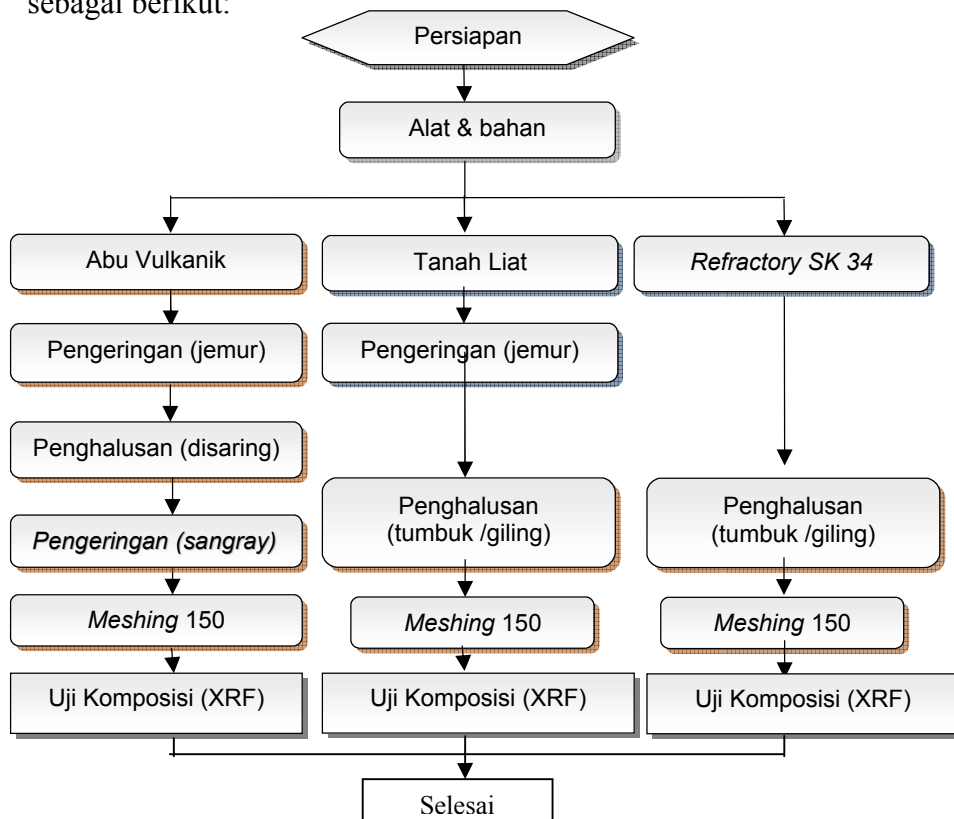 sebagai berikut:
Persiapan
Alat & bahan
Abu Vulkanik
Tanah Liat
Refractory SK 34
Pengeringan (jemur)
Pengeringan (jemur)
Penghalusan (disaring)
Penghalusan
(tumbuk /giling)
Penghalusan
(tumbuk /giling)
Pengeringan (sangray)
Meshing 150
Meshing 150
Meshing 150
Uji Komposisi (XRF)
Uji Komposisi (XRF)
Uji Komposisi (XRF)
Selesai